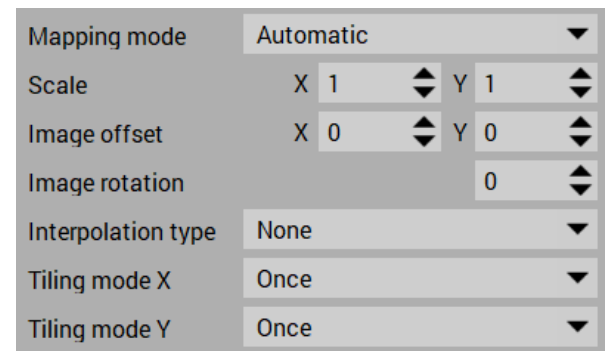 Mapping mode Automatic
Scale X 1 Y 1
Image offset X 0 Y 0
Image rotation 0
Interpolation type None
Tiling mode X Once
Tiling mode Y Once